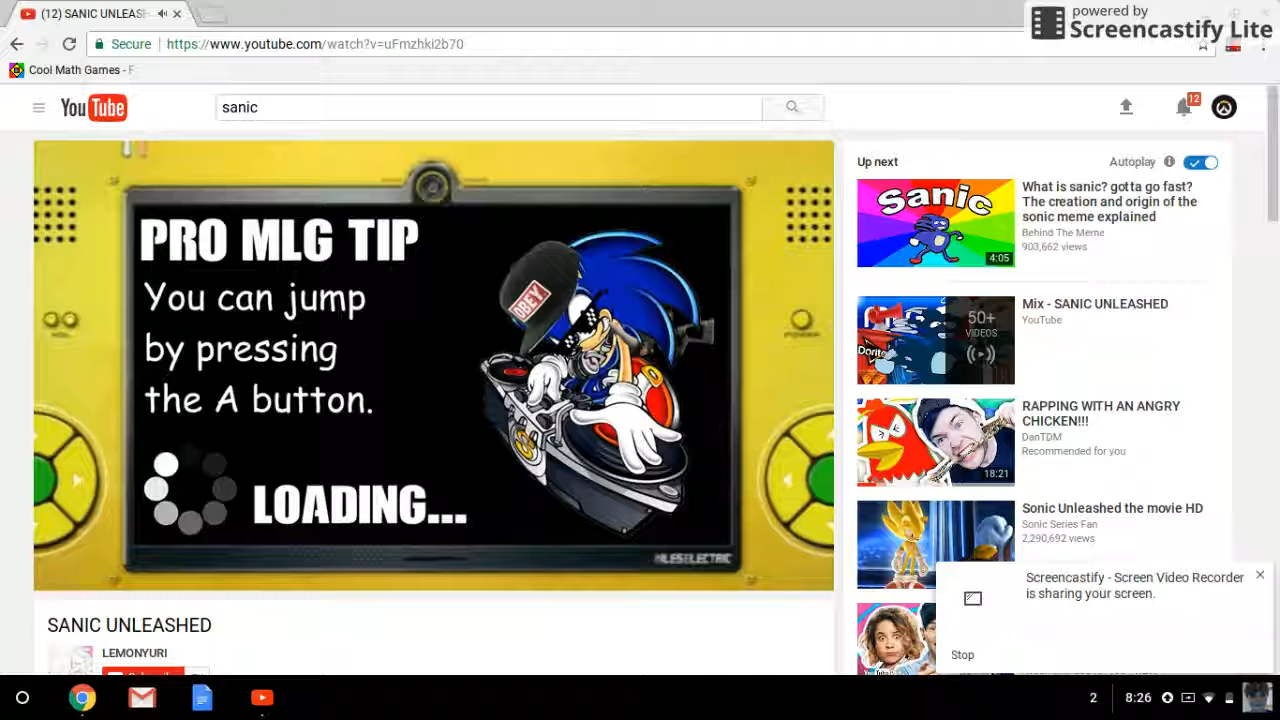 (12) SANIC UNLEAS
powered by
Screencastify Lite
Secure
https://www.youtube.com/watch?v=uFmzhki2b70
Cool Math Games - F
YouTube
sanic
12
PRO MLG TIP
You can jump
by pressing
the A button.
LOADING...
OBEY
MILES ELECTRIC
SANIC UNLEASHED
LEMONYURI
Up next
Autoplay
Sanic
4:05
What is sanic? gotta go fast?
The creation and origin of the
sonic meme explained
Behind The Meme
903,662 views
Dorito
50+
VIDEOS
Mix - SANIC UNLEASHED
YouTube
18:21
RAPPING WITH AN ANGRY
CHICKEN!!!
DanTDM
Recommended for you
Sonic Unleashed the movie HD
Sonic Series Fan
2,290,692 views
Screencastify - Screen Video Recorder
is sharing your screen.
Stop
2
8:26